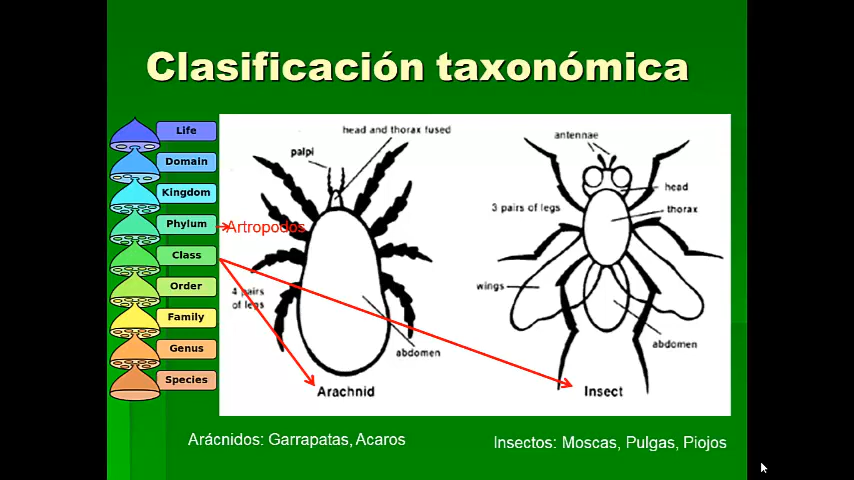 Clasificación taxonómica
Life
Domain
Kingdom
Phylum
Class
Order
Family
Genus
Species
Artropodos
head and thorax fused
palpi
4 pairs
of legs
abdomen
Arachnid
antennae
head
3 pairs of legs
thorax
wings
abdomen
Insect
Arácnidos: Garrapatas, Acaros
Insectos: Moscas, Pulgas, Piojos